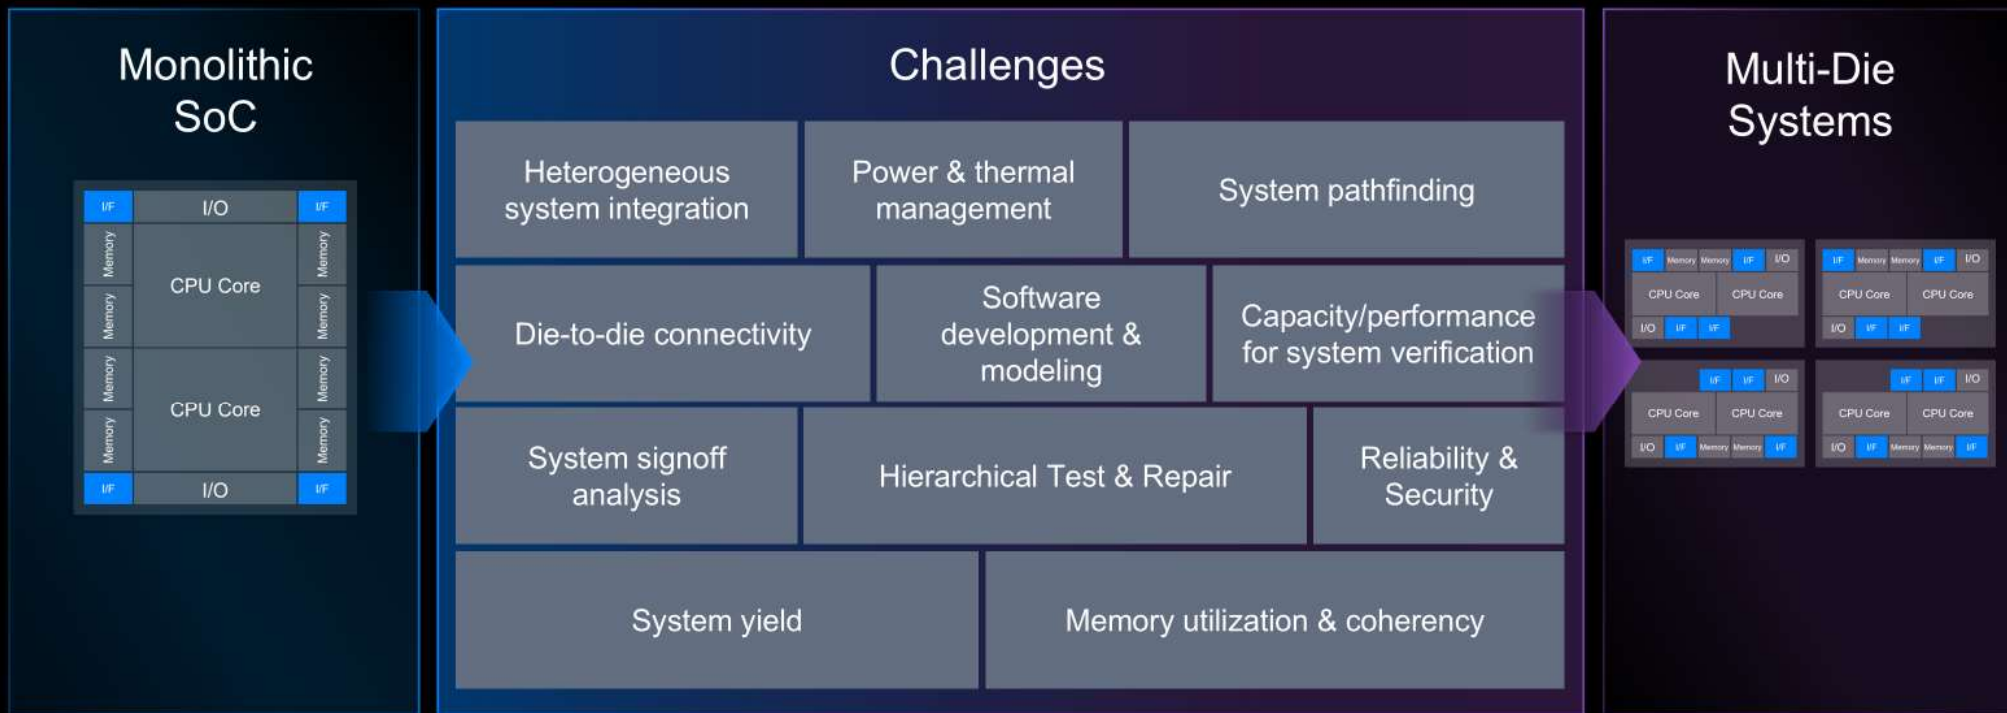 Monolithic
SoC
I/F
I/O
I/F
Memory
Memory
CPU Core
Memory
Memory
Memory
Memory
CPU Core
Memory
Memory
I/F
I/O
I/F
Challenges
Heterogeneous
system integration
Power & thermal
management
System pathfinding
Die-to-die connectivity
Software
development &
modeling
Capacity/performance
for system verification
System signoff
analysis
Hierarchical Test & Repair
Reliability &
Security
System yield
Memory utilization & coherency
Multi-Die
Systems
I/F Memory Memory I/F I/O
CPU Core CPU Core
I/O I/F I/F
I/F Memory Memory I/F I/O
CPU Core CPU Core
I/O I/F I/F
I/F I/F I/O
CPU Core CPU Core
I/O I/F Memory Memory I/F
I/F I/F I/O
CPU Core CPU Core
I/O I/F Memory Memory I/F